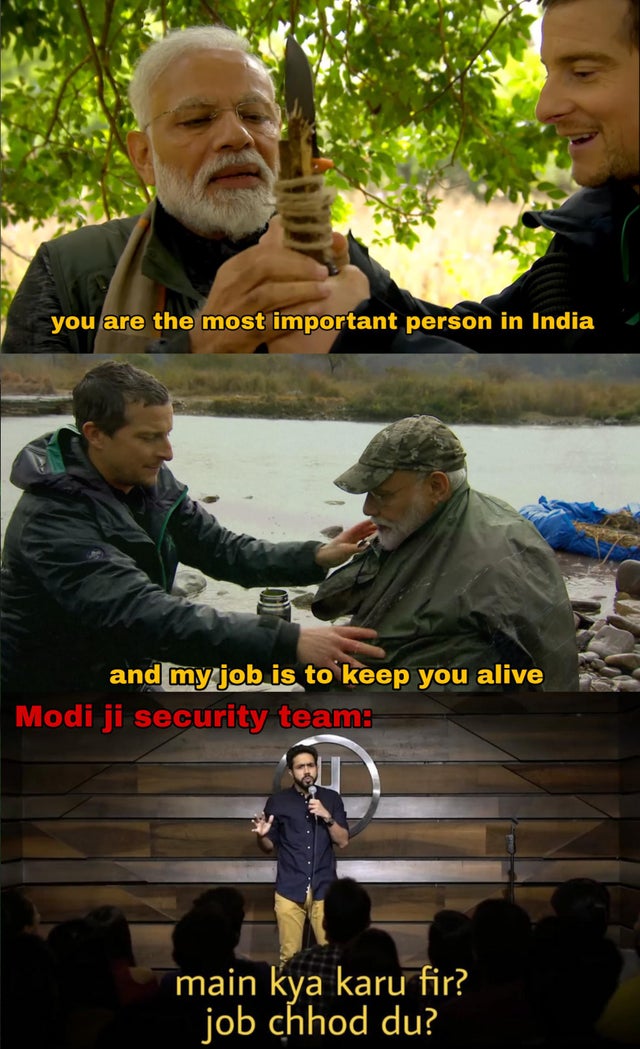 you are the most important person in India
and my job is to keep you alive
Modi ji security team:
main kya karu fir?
job chhod du?